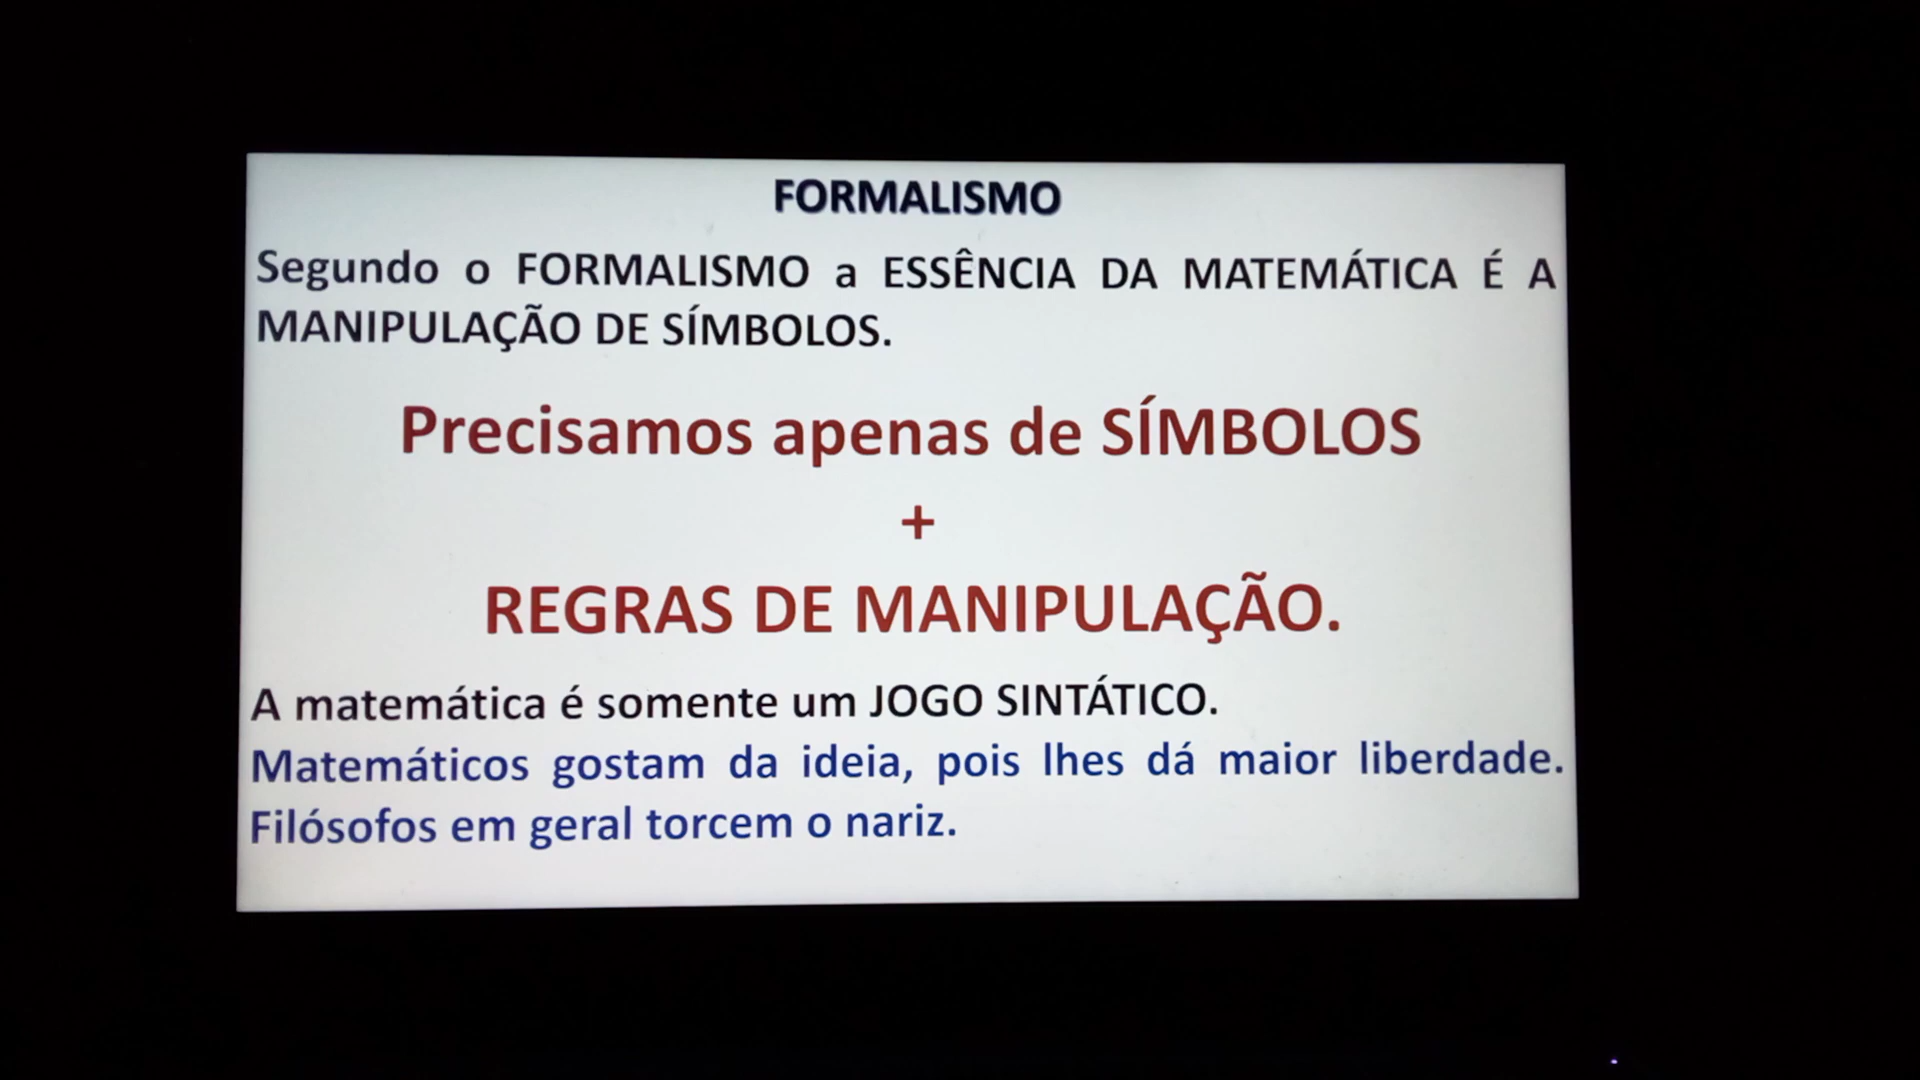 FORMALISMO
Segundo o FORMALISMO a ESSÊNCIA DA MATEMÁTICA É A
MANIPULAÇÃO DE SÍMBOLOS.
Precisamos apenas de SÍMBOLOS
+
REGRAS DE MANIPULAÇÃO.
A matemática é somente um JOGO SINTÁTICO.
Matemáticos gostam da ideia, pois lhes dá maior liberdade.
Filósofos em geral torcem o nariz.